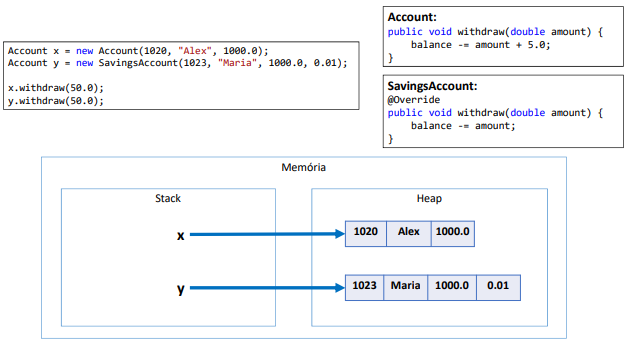 Account x = new Account(1020, "Alex", 1000.0);
Account y = new SavingsAccount(1023, "Maria", 1000.0, 0.01);
x.withdraw(50.0);
y.withdraw(50.0);
Account:
public void withdraw(double amount) {
    balance -= amount + 5.0;
}
SavingsAccount:
@Override
public void withdraw(double amount) {
    balance -= amount;
}
Memória
Stack
Heap
x
1020 Alex 1000.0
y
1023 Maria 1000.0 0.01